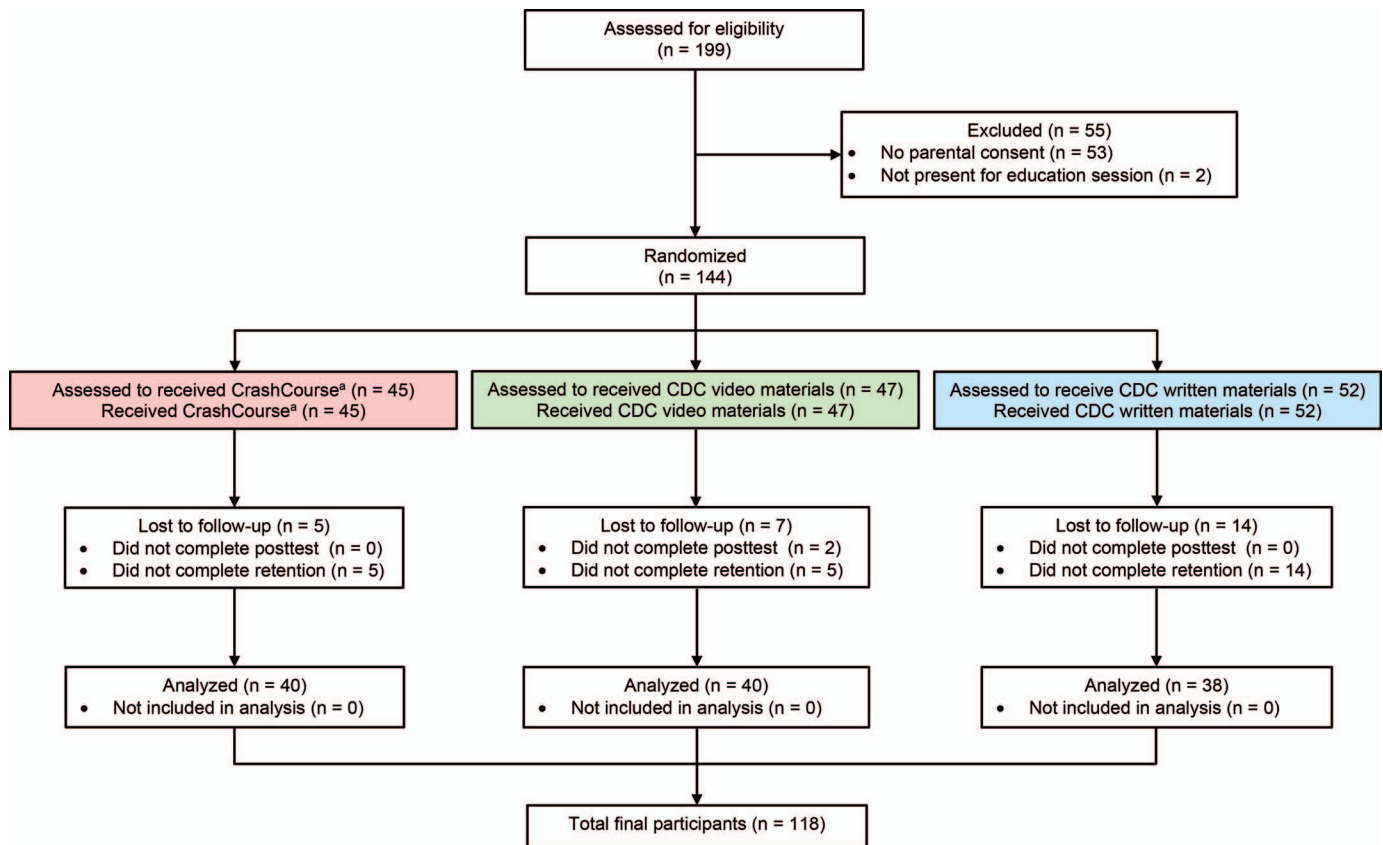 Assessed for eligibility
(n = 199)
Excluded (n = 55)
• No parental consent (n = 53)
• Not present for education session (n = 2)
Randomized
(n = 144)
Assessed to received CrashCourseᵃ (n = 45)
Received CrashCourseᵃ (n = 45)
Assessed to received CDC video materials (n = 47)
Received CDC video materials (n = 47)
Assessed to receive CDC written materials (n = 52)
Received CDC written materials (n = 52)
Lost to follow-up (n = 5)
• Did not complete posttest (n = 0)
• Did not complete retention (n = 5)
Lost to follow-up (n = 7)
• Did not complete posttest (n = 2)
• Did not complete retention (n = 5)
Lost to follow-up (n = 14)
• Did not complete posttest (n = 0)
• Did not complete retention (n = 14)
Analyzed (n = 40)
• Not included in analysis (n = 0)
Analyzed (n = 40)
• Not included in analysis (n = 0)
Analyzed (n = 38)
• Not included in analysis (n = 0)
Total final participants (n = 118)